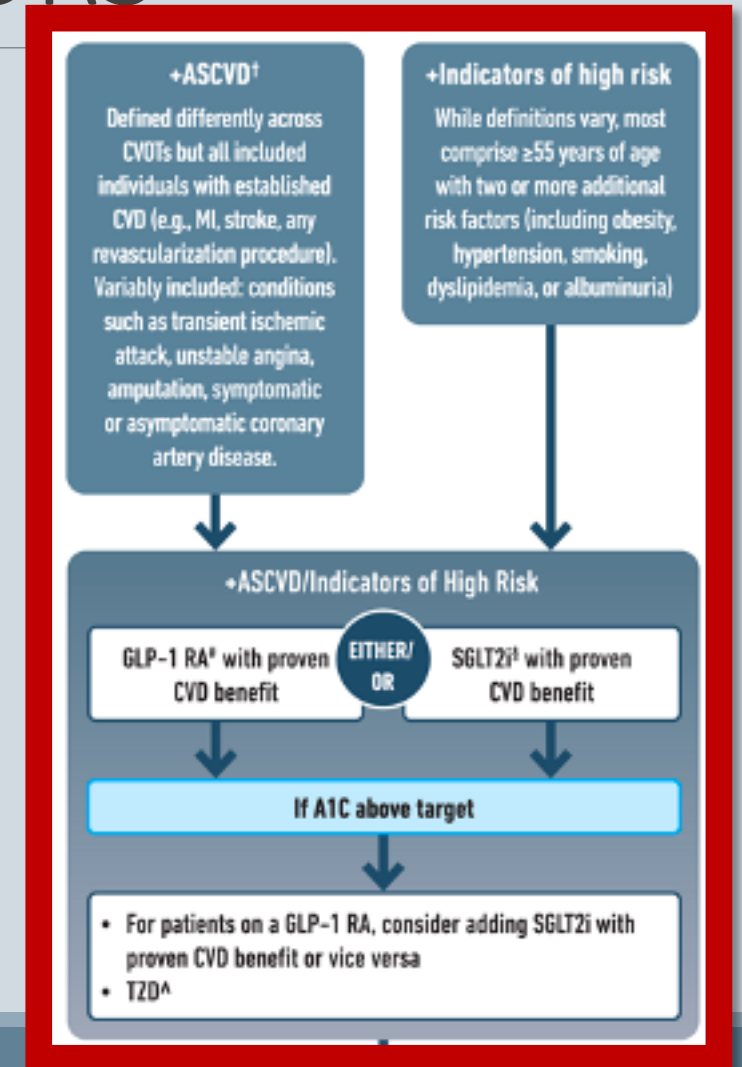 +ASCVD†
Defined differently across
CVOTs but all included
individuals with established
CVD (e.g., MI, stroke, any
revascularization procedure).
Variably included: conditions
such as transient ischemic
attack, unstable angina,
amputation, symptomatic
or asymptomatic coronary
artery disease.
+Indicators of high risk
While definitions vary, most
comprise ≥55 years of age
with two or more additional
risk factors (including obesity,
hypertension, smoking,
dyslipidemia, or albuminuria)
+ASCVD/Indicators of High Risk
GLP-1 RA# with proven
CVD benefit
EITHER/
OR
SGLT2i‡ with proven
CVD benefit
If A1C above target
• For patients on a GLP-1 RA, consider adding SGLT2i with
proven CVD benefit or vice versa
• TZD^